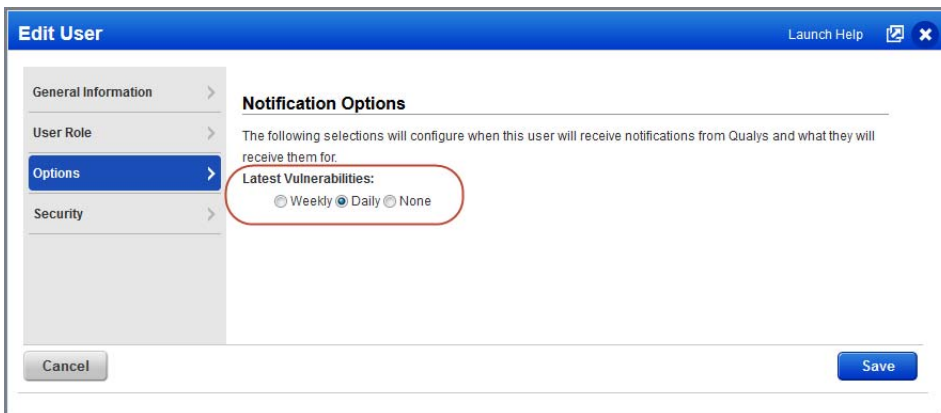 Edit User
Launch Help
General Information
User Role
Options
Security
Notification Options
The following selections will configure when this user will receive notifications from Qualys and what they will
receive them for.
Latest Vulnerabilities:
Weekly Daily None
Cancel
Save